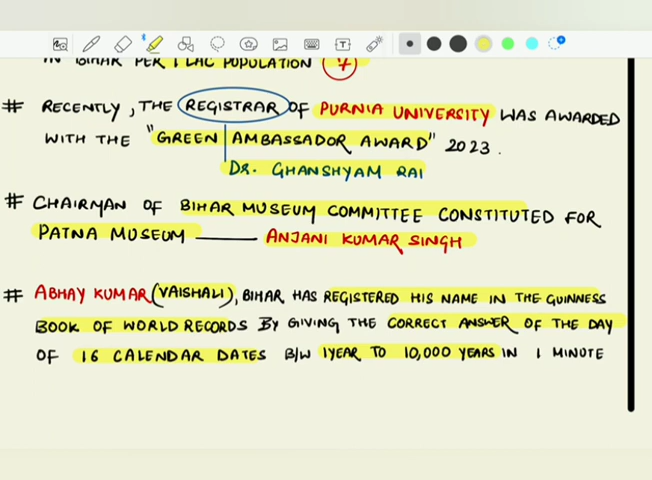 IN BIHAR PER 1 LAC POPULATION 7
# RECENTLY, THE REGISTRAR OF PURNIA UNIVERSITY WAS AWARDED
WITH THE "GREEN AMBASSADOR AWARD" 2023.
DR. GHANSHYAM RAI
# CHAIRMAN OF BIHAR MUSEUM COMMITTEE CONSTITUTED FOR
PATNA MUSEUM —— ANJANI KUMAR SINGH
# ABHAY KUMAR (VAISHALI), BIHAR HAS REGISTERED HIS NAME IN THE GUINNESS
BOOK OF WORLD RECORDS BY GIVING THE CORRECT ANSWER OF THE DAY
OF 16 CALENDAR DATES B/W 1YEAR TO 10,000 YEARS IN 1 MINUTE